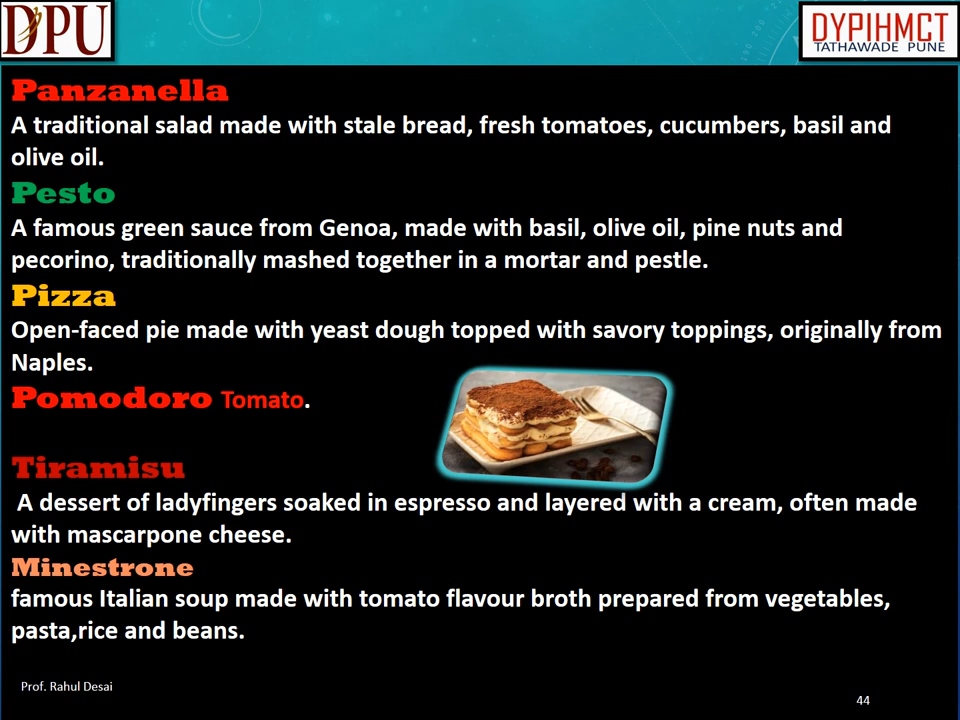 DPU
DYPIHMCT
TATHAWADE PUNE
Panzanella
A traditional salad made with stale bread, fresh tomatoes, cucumbers, basil and
olive oil.
Pesto
A famous green sauce from Genoa, made with basil, olive oil, pine nuts and
pecorino, traditionally mashed together in a mortar and pestle.
Pizza
Open-faced pie made with yeast dough topped with savory toppings, originally from
Naples.
Pomodoro Tomato.
Tiramisu
A dessert of ladyfingers soaked in espresso and layered with a cream, often made
with mascarpone cheese.
Minestrone
famous Italian soup made with tomato flavour broth prepared from vegetables,
pasta,rice and beans.
Prof. Rahul Desai
44